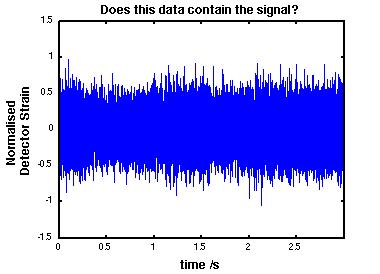 Does this data contain the signal?
1.5
1
0.5
0
-0.5
-1
-1.5
Normalised
Detector Strain
0 0.5 1 1.5 2 2.5
time /s